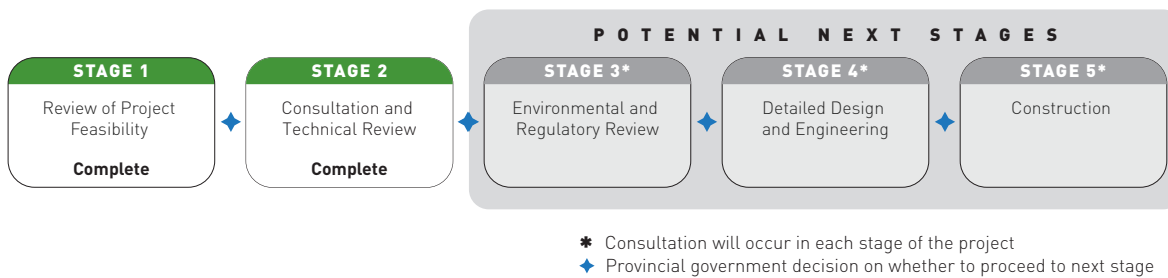 POTENTIAL NEXT STAGES
STAGE 1
Review of Project
Feasibility
Complete
STAGE 2
Consultation and
Technical Review
Complete
STAGE 3*
Environmental and
Regulatory Review
STAGE 4*
Detailed Design
and Engineering
STAGE 5*
Construction
* Consultation will occur in each stage of the project
✦ Provincial government decision on whether to proceed to next stage